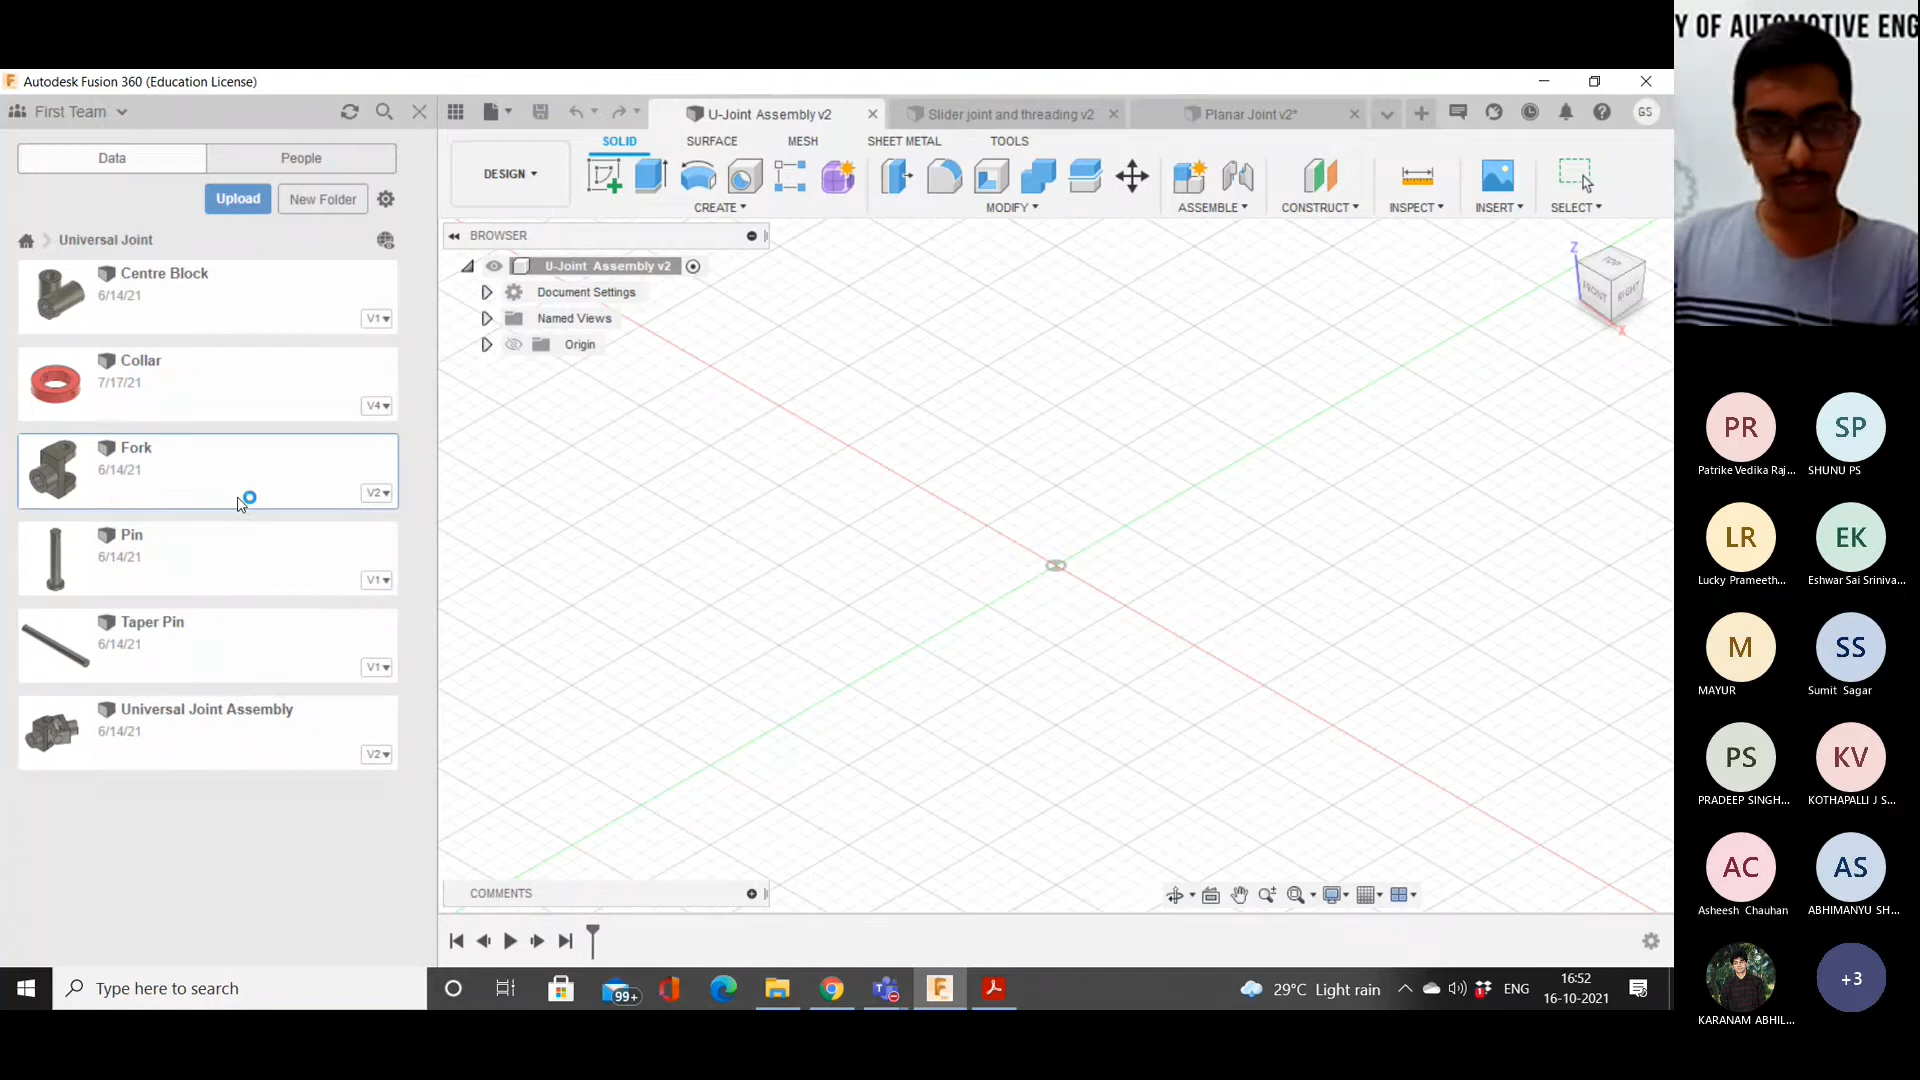 Y OF AUTOMOTIVE ENG
Autodesk Fusion 360 (Education License)
First Team
U-Joint Assembly v2
Slider joint and threading v2
Planar Joint v2*
GS
Data
People
Upload
New Folder
Universal Joint
Centre Block
6/14/21
V1
Collar
7/17/21
V4
Fork
6/14/21
V2
Pin
6/14/21
V1
Taper Pin
6/14/21
V1
Universal Joint Assembly
6/14/21
V2
DESIGN
SOLID
SURFACE
MESH
SHEET METAL
TOOLS
CREATE
MODIFY
ASSEMBLE
CONSTRUCT
INSPECT
INSERT
SELECT
BROWSER
U-Joint Assembly v2
Document Settings
Named Views
Origin
Z
TOP
FRONT
RIGHT
X
COMMENTS
Type here to search
99+
29°C Light rain
ENG
16:52
16-10-2021
PR
Patrike Vedika Raj...
SP
SHUNU PS
LR
Lucky Prameeth...
EK
Eshwar Sai Sriniva...
M
MAYUR
SS
Sumit Sagar
PS
PRADEEP SINGH...
KV
KOTHAPALLI J S...
AC
Asheesh Chauhan
AS
ABHIMANYU SH...
KARANAM ABHIL...
+3